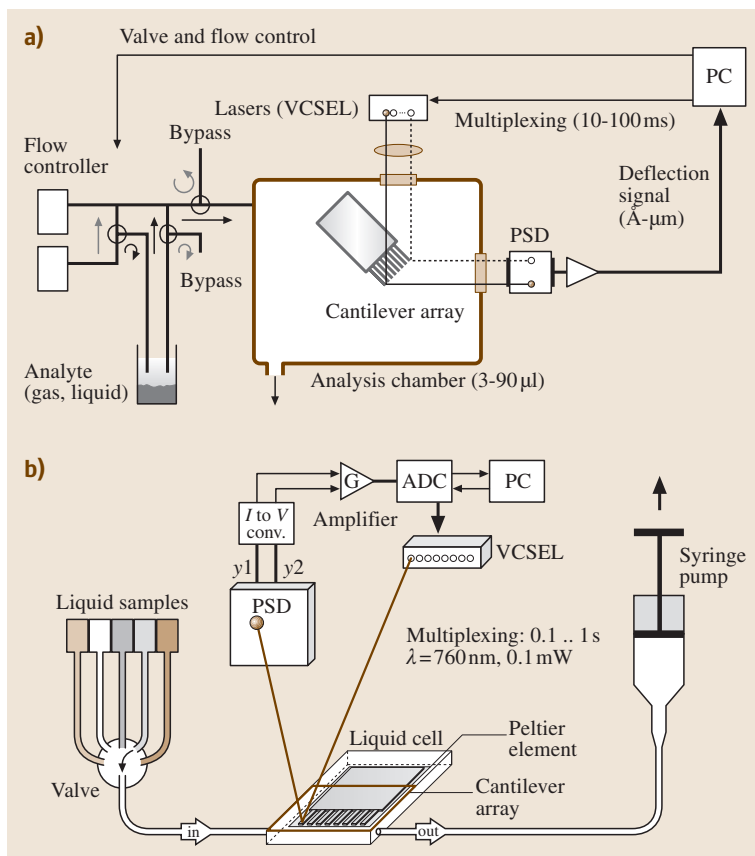 a)
Valve and flow control
PC
Lasers (VCSEL)
Multiplexing (10-100 ms)
Bypass
Flow
controller
Deflection
signal
(Å-µm)
PSD
Bypass
Cantilever array
Analyte
(gas, liquid)
Analysis chamber (3-90 µl)
b)
G
ADC
PC
Amplifier
I to V
conv.
VCSEL
y1
y2
Syringe
pump
PSD
Liquid samples
Multiplexing: 0.1 .. 1 s
λ = 760 nm, 0.1 mW
Liquid cell
Peltier
element
Cantilever
array
Valve
in
out